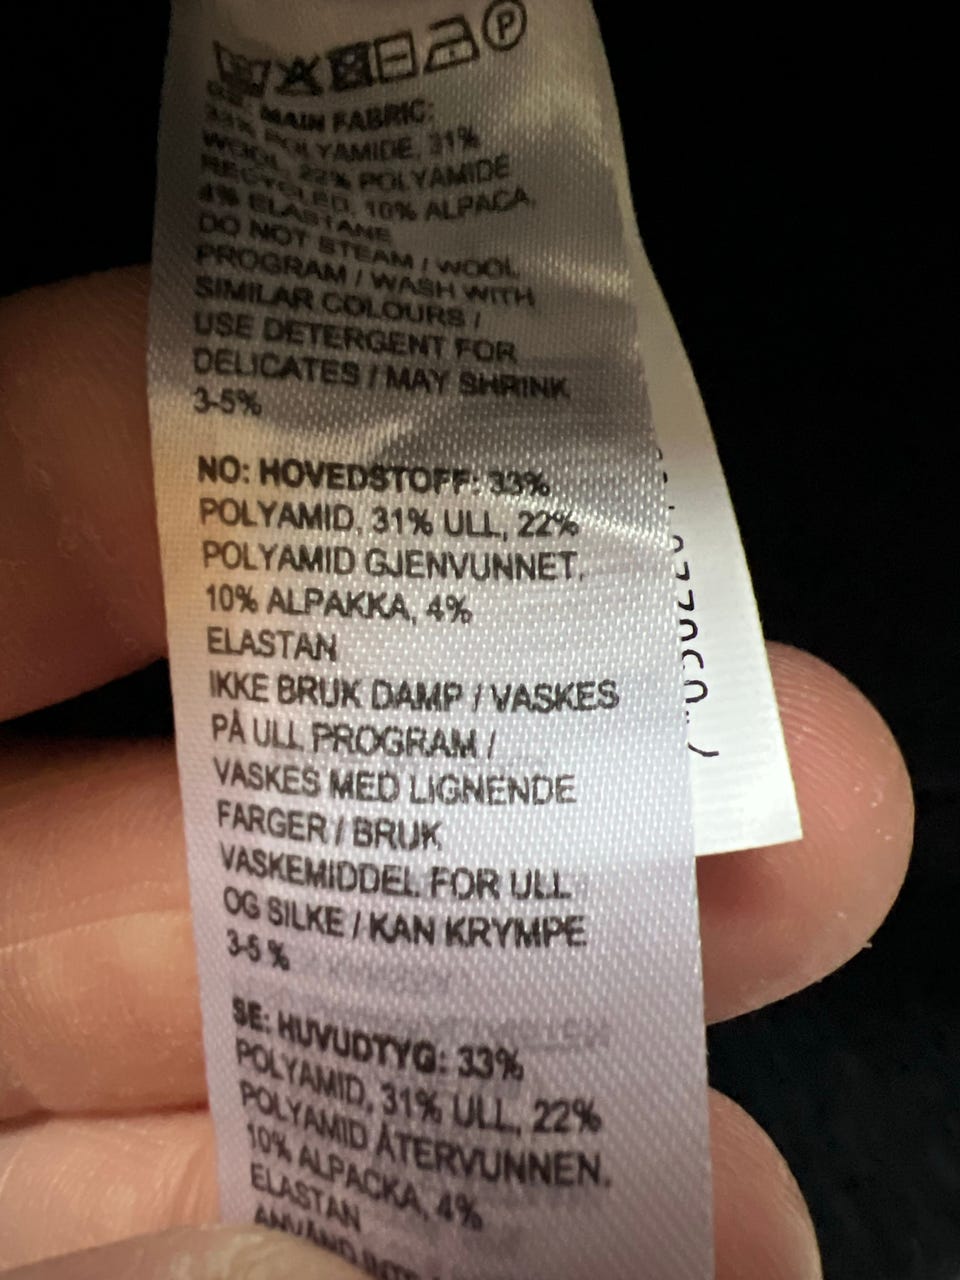 P
MAIN FABRIC:
33% POLYAMIDE, 31%
WOOL, 22% POLYAMIDE
RECYCLED, 10% ALPACA,
4% ELASTANE
DO NOT STEAM / WOOL
PROGRAM / WASH WITH
SIMILAR COLOURS /
USE DETERGENT FOR
DELICATES / MAY SHRINK
3-5%
NO: HOVEDSTOFF: 33%
POLYAMID, 31% ULL, 22%
POLYAMID GJENVUNNET,
10% ALPAKKA, 4%
ELASTAN
IKKE BRUK DAMP / VASKES
PÅ ULL PROGRAM /
VASKES MED LIGNENDE
FARGER / BRUK
VASKEMIDDEL FOR ULL
OG SILKE / KAN KRYMPE
3-5 %
SE: HUVUDTYG: 33%
POLYAMID, 31% ULL, 22%
POLYAMID ÅTERVUNNEN,
10% ALPACKA, 4%
ELASTAN
ANVÄND INTE